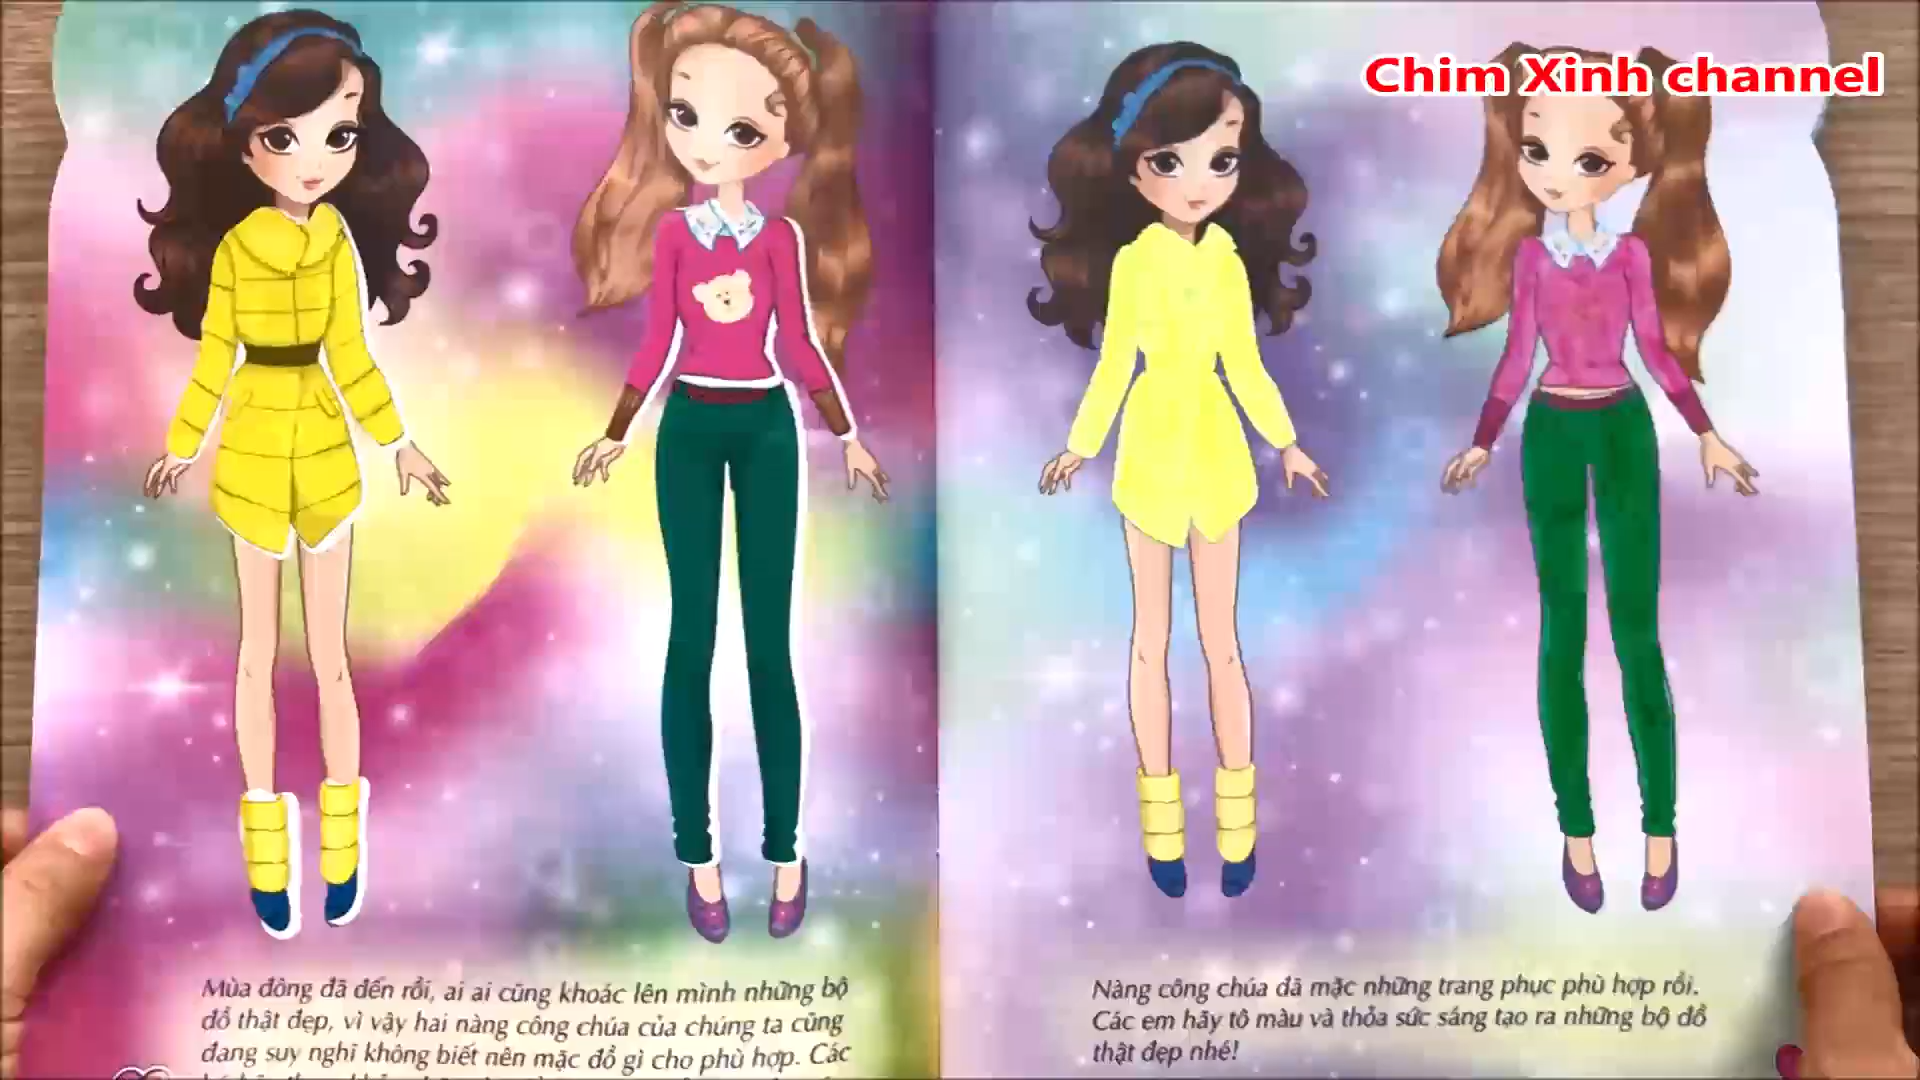 Chim Xinh channel
Mùa đông đã đến rồi, ai ai cũng khoác lên mình những bộ
đồ thật đẹp, vì vậy hai nàng công chúa của chúng ta cũng
đang suy nghĩ không biết nên mặc đồ gì cho phù hợp. Các
Nàng công chúa đã mặc những trang phục phù hợp rồi.
Các em hãy tô màu và thỏa sức sáng tạo ra những bộ đồ
thật đẹp nhé!